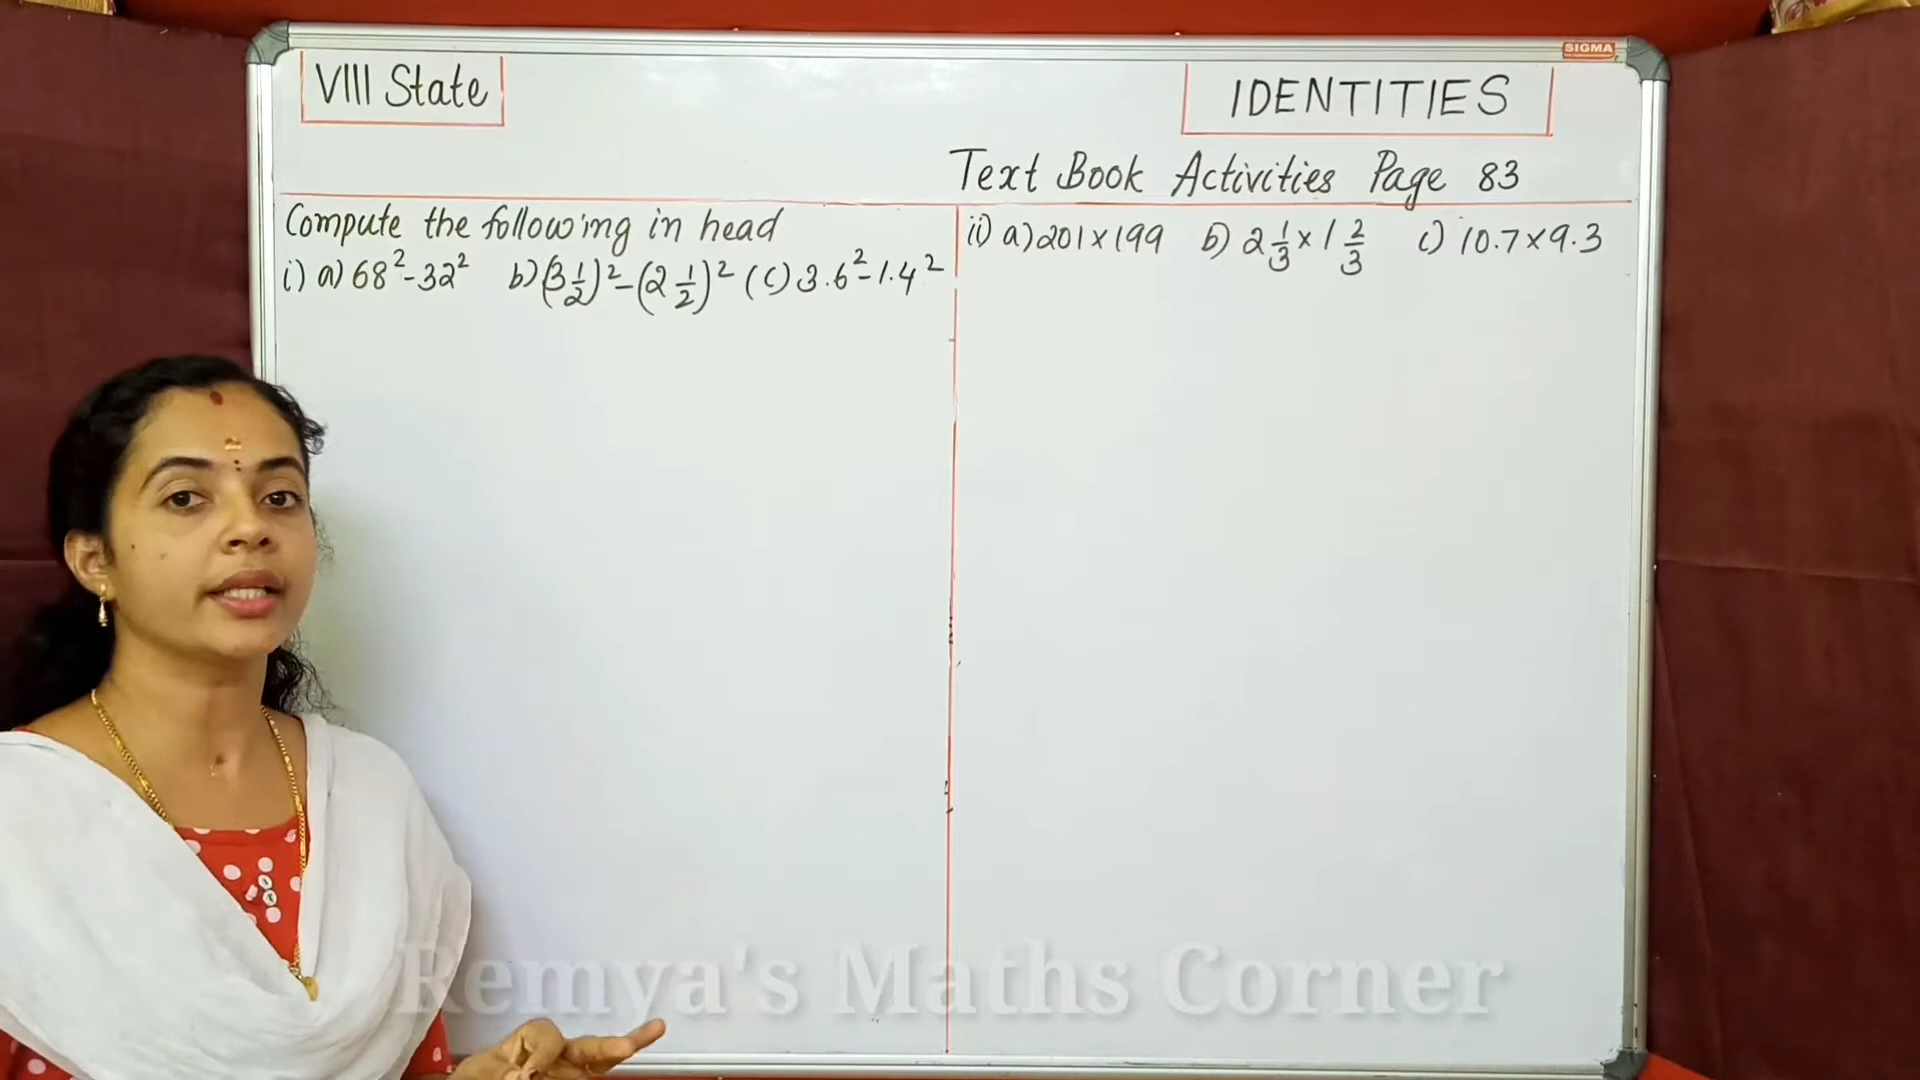 SIGMA
VIII State
IDENTITIES
Text Book Activities Page 83
Compute the following in head
i) a) 68² - 32² b) (3 1/2)² - (2 1/2)² (c) 3.6² - 1.4²
ii) a) 201 × 199 b) 2 1/3 × 1 2/3 c) 10.7 × 9.3
Remya's Maths Corner